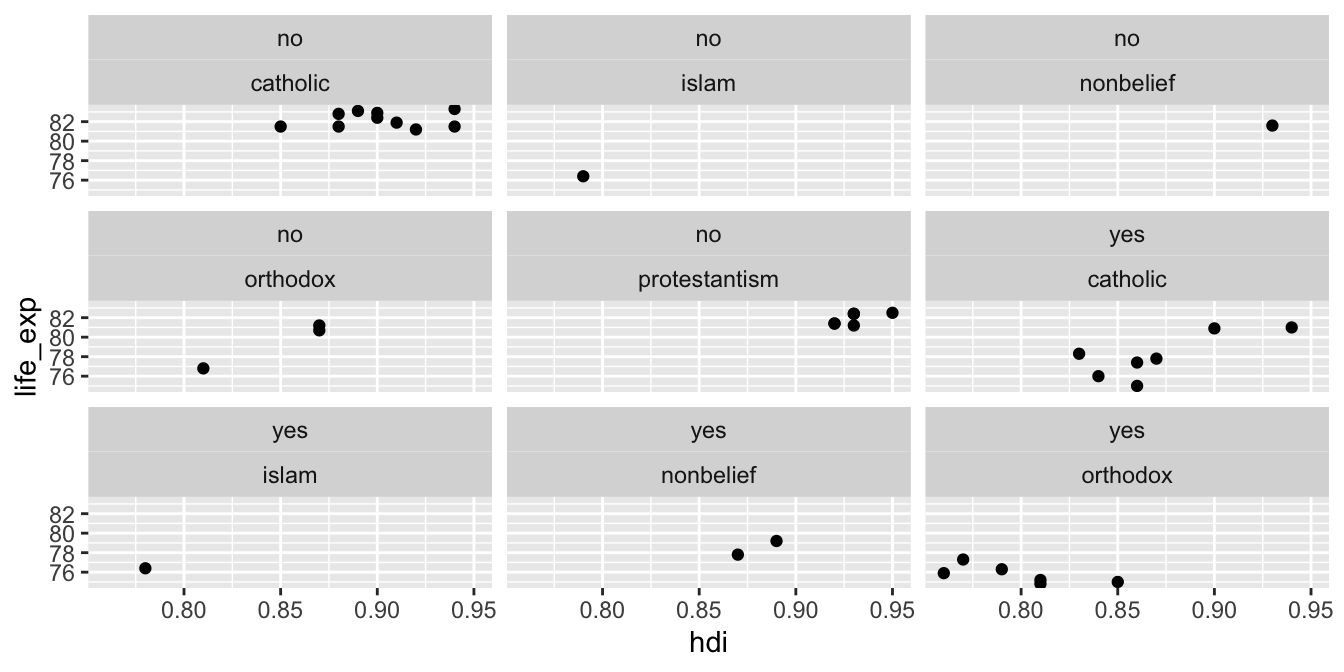 no
no
no
catholic
islam
nonbelief
82
80
78
76
no
no
yes
orthodox
protestantism
catholic
82
80
78
76
yes
yes
yes
islam
nonbelief
orthodox
82
80
78
76
0.80 0.85 0.90 0.95
0.80 0.85 0.90 0.95
0.80 0.85 0.90 0.95
hdi
life_exp